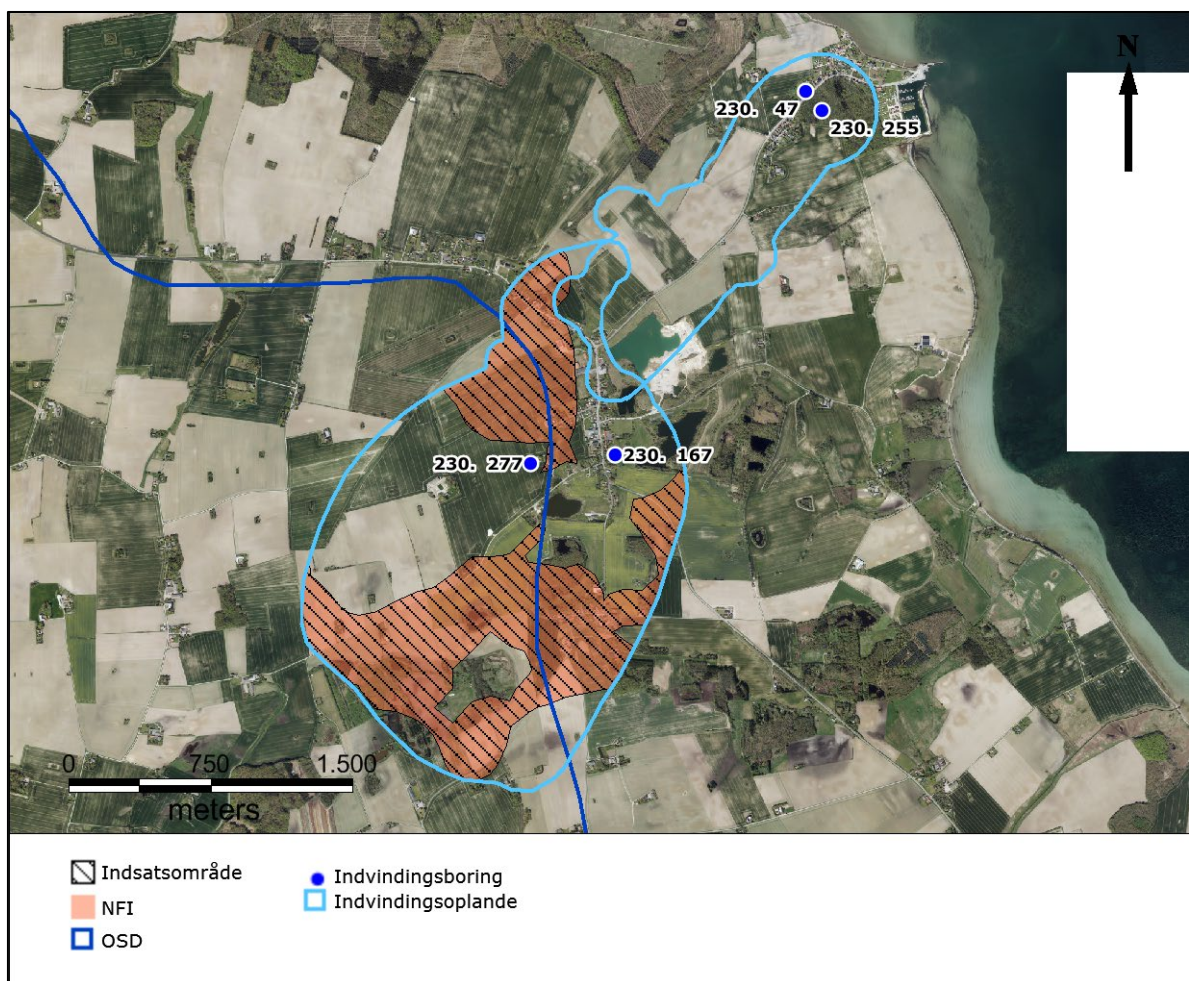 N
230. 47
230. 255
230. 277
230. 167
0 750 1.500
meters
Indsatsområde
NFI
OSD
Indvindingsboring
Indvindingsoplande